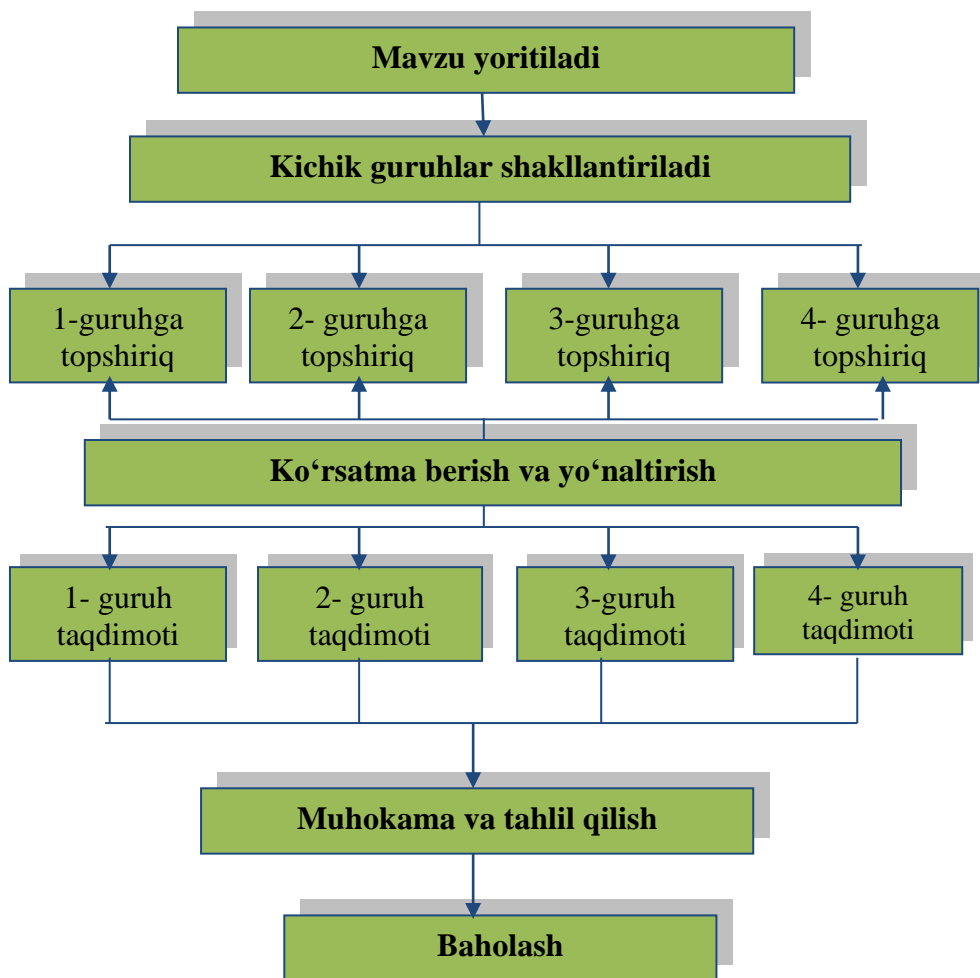 Mavzu yoritiladi
Kichik guruhlar shakllantiriladi
1-guruhga
topshiriq
2- guruhga
topshiriq
3-guruhga
topshiriq
4- guruhga
topshiriq
Ko‘rsatma berish va yo‘naltirish
1- guruh
taqdimoti
2- guruh
taqdimoti
3-guruh
taqdimoti
4- guruh
taqdimoti
Muhokama va tahlil qilish
Baholash